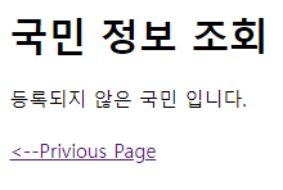 국민 정보 조회
등록되지 않은 국민 입니다.
<--Privious Page